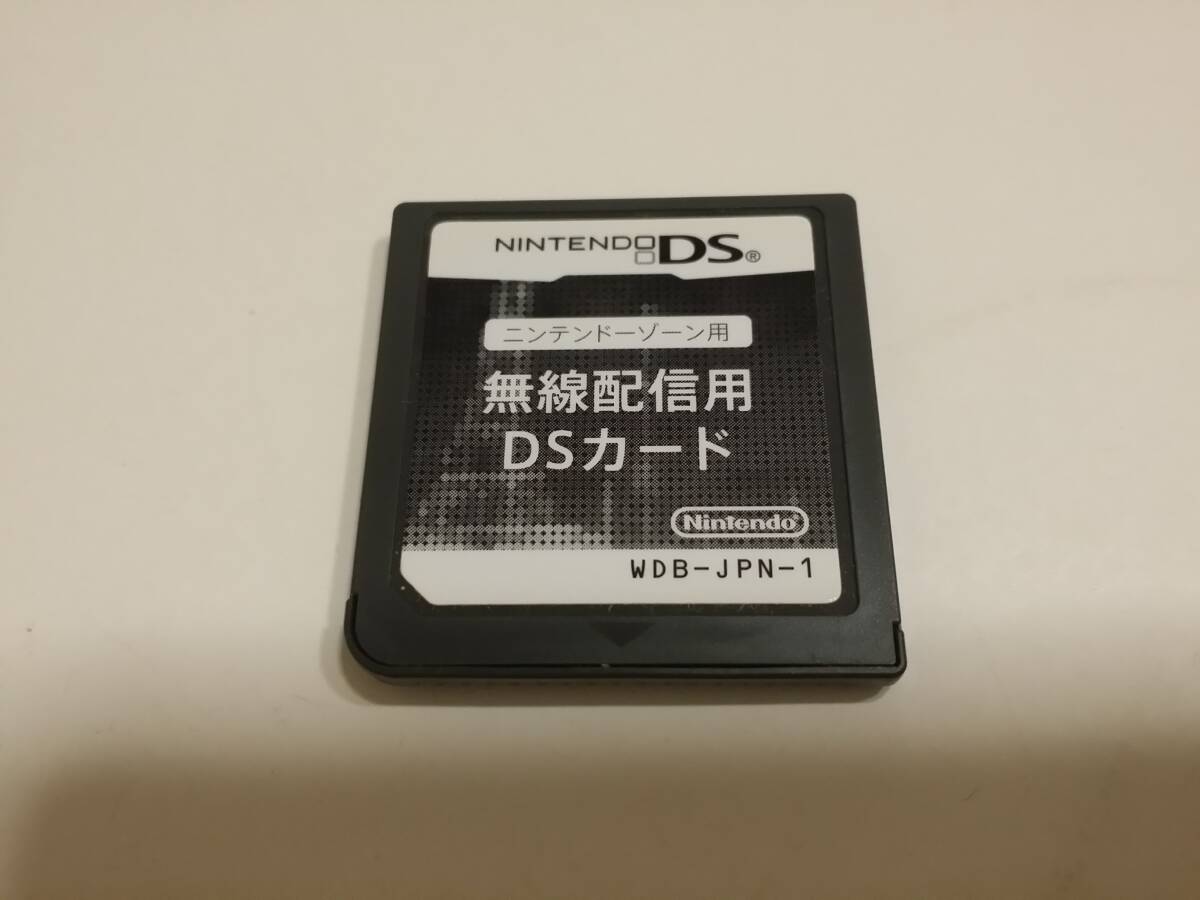 NINTENDO DS®
ニンテンドーゾーン用
無線配信用
DSカード
Nintendo®
WDB-JPN-1